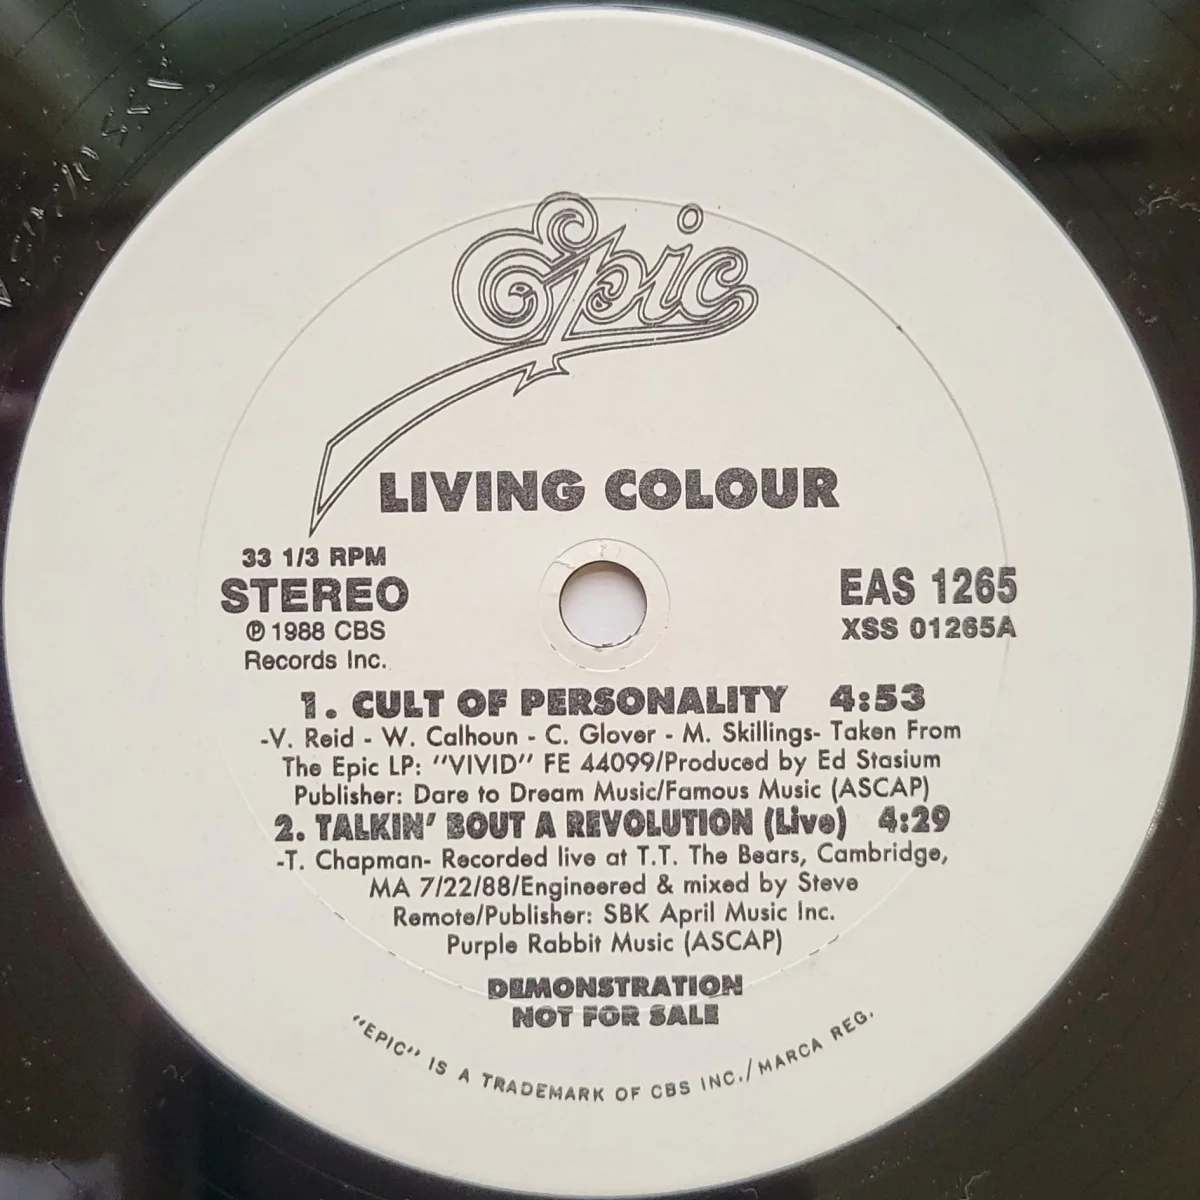 Epic
LIVING COLOUR
33 1/3 RPM
STEREO
℗ 1988 CBS
Records Inc.
EAS 1265
XSS 01265A
1. CULT OF PERSONALITY 4:53
-V. Reid - W. Calhoun - C. Glover - M. Skillings- Taken From
The Epic LP: "VIVID" FE 44099/Produced by Ed Stasium
Publisher: Dare to Dream Music/Famous Music (ASCAP)
2. TALKIN' BOUT A REVOLUTION (Live) 4:29
-T. Chapman- Recorded live at T.T. The Bears, Cambridge,
MA 7/22/88/Engineered & mixed by Steve
Remote/Publisher: SBK April Music Inc.
Purple Rabbit Music (ASCAP)
DEMONSTRATION
NOT FOR SALE
"EPIC" IS A TRADEMARK OF CBS INC./MARCA REG.